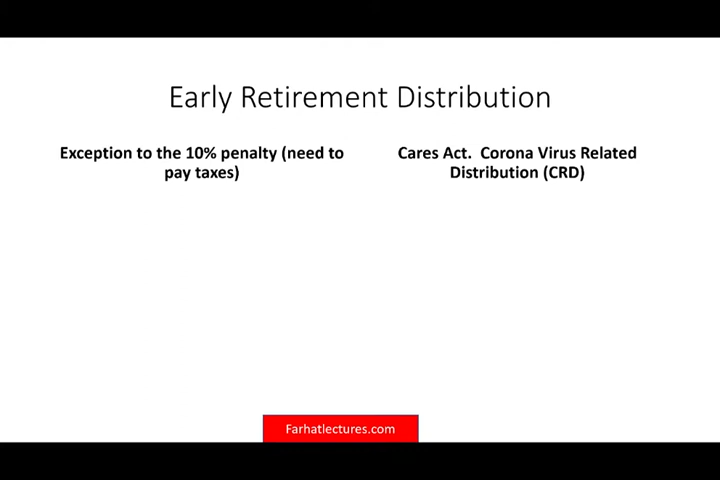 Early Retirement Distribution
Exception to the 10% penalty (need to
pay taxes)
Cares Act.  Corona Virus Related
Distribution (CRD)
Farhatlectures.com